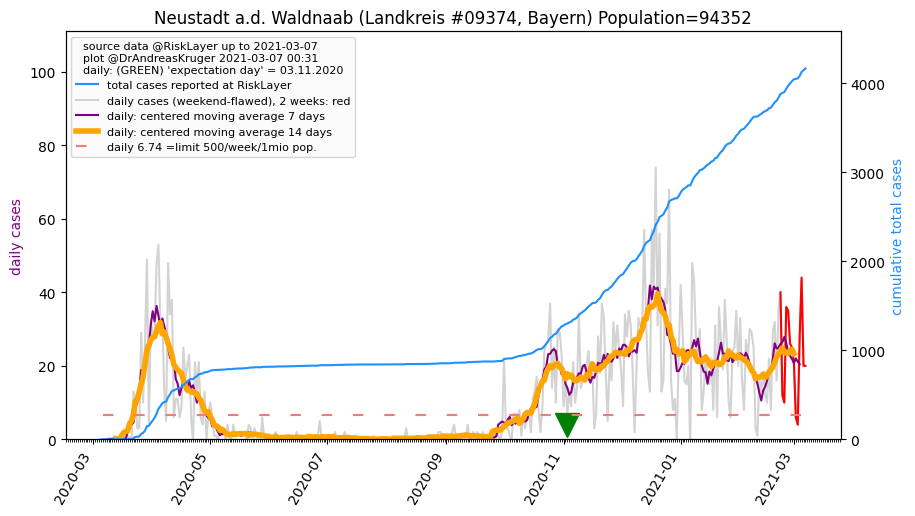 Neustadt a.d. Waldnaab (Landkreis #09374, Bayern) Population=94352
source data @RiskLayer up to 2021-03-07
plot @DrAndreasKruger 2021-03-07 00:31
daily: (GREEN) 'expectation day' = 03.11.2020
total cases reported at RiskLayer
daily cases (weekend-flawed), 2 weeks: red
daily: centered moving average 7 days
daily: centered moving average 14 days
daily 6.74 =limit 500/week/1mio pop.
daily cases
100
80
60
40
20
0
cumulative total cases
4000
3000
2000
1000
0
2020-03
2020-05
2020-07
2020-09
2020-11
2021-01
2021-03